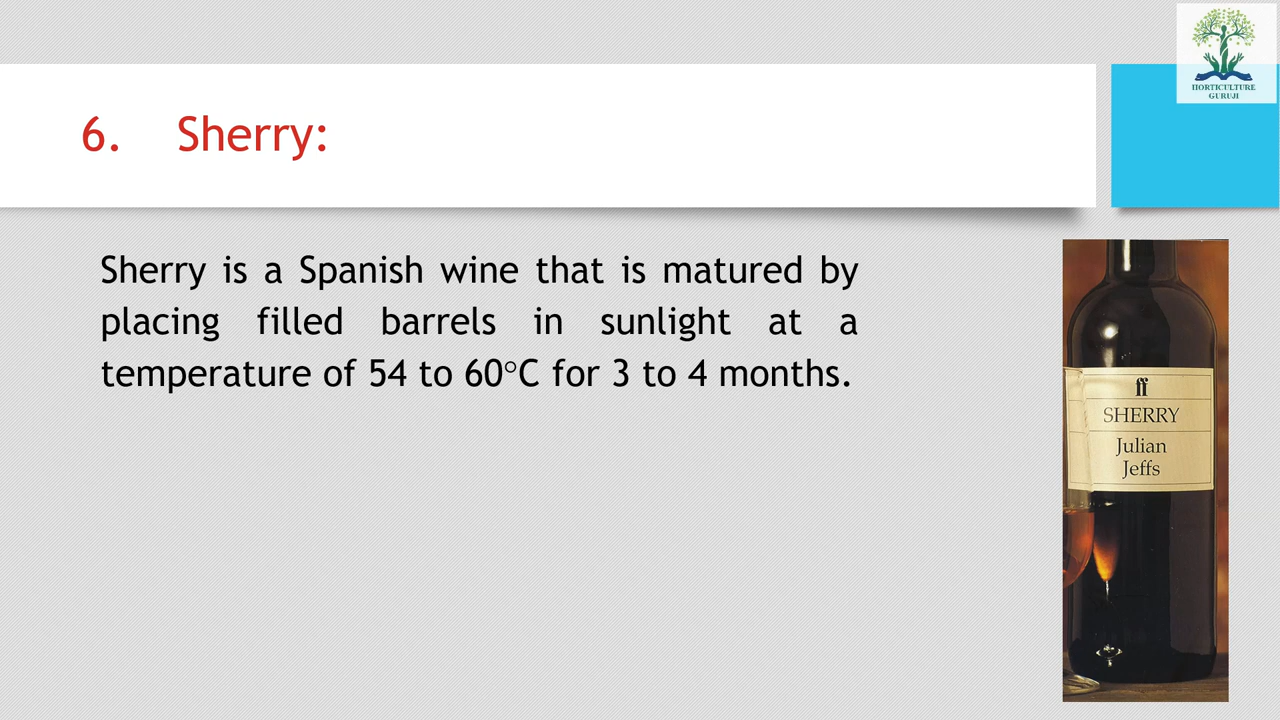 HORTICULTURE
GURUJI
6. Sherry:
Sherry is a Spanish wine that is matured by
placing filled barrels in sunlight at a
temperature of 54 to 60°C for 3 to 4 months.
ff
SHERRY
Julian
Jeffs